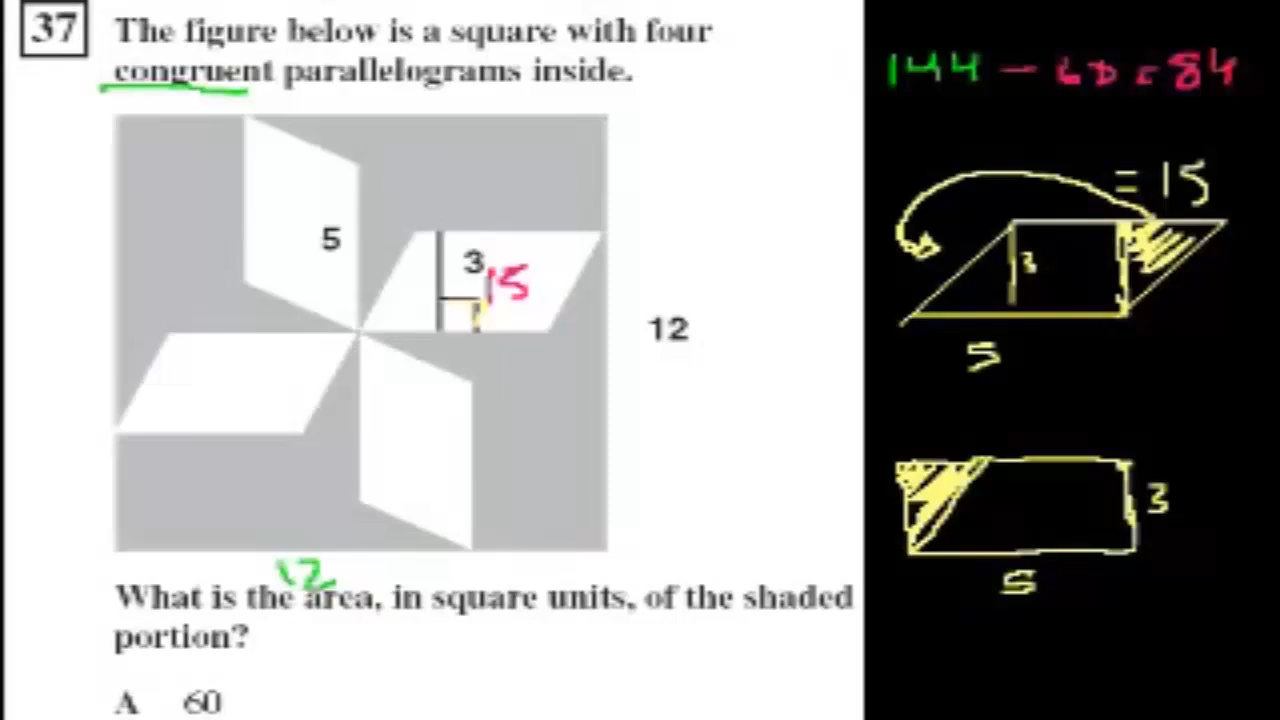 37 The figure below is a square with four
congruent parallelograms inside.
5
3
15
12
12
What is the area, in square units, of the shaded
portion?
A 60
144 - 60 = 84
= 15
3
5
3
5